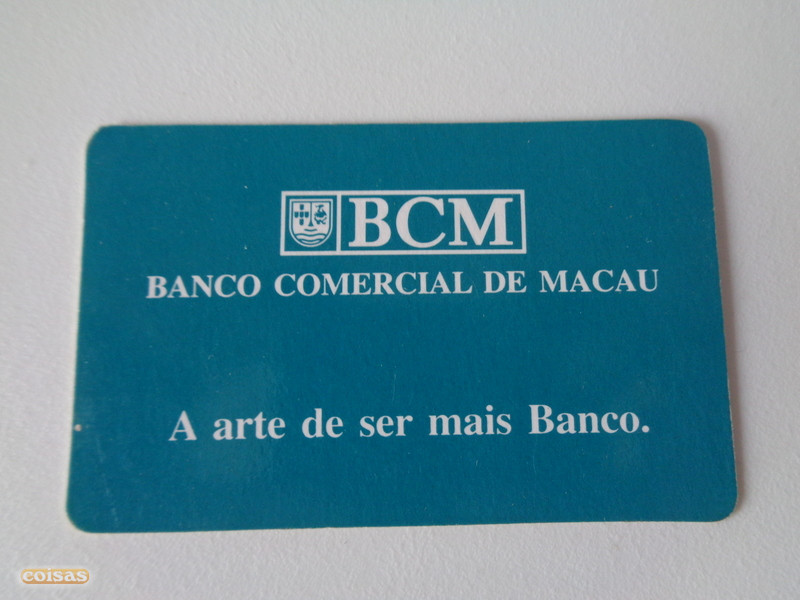 BCM
BANCO COMERCIAL DE MACAU
A arte de ser mais Banco.
coisas